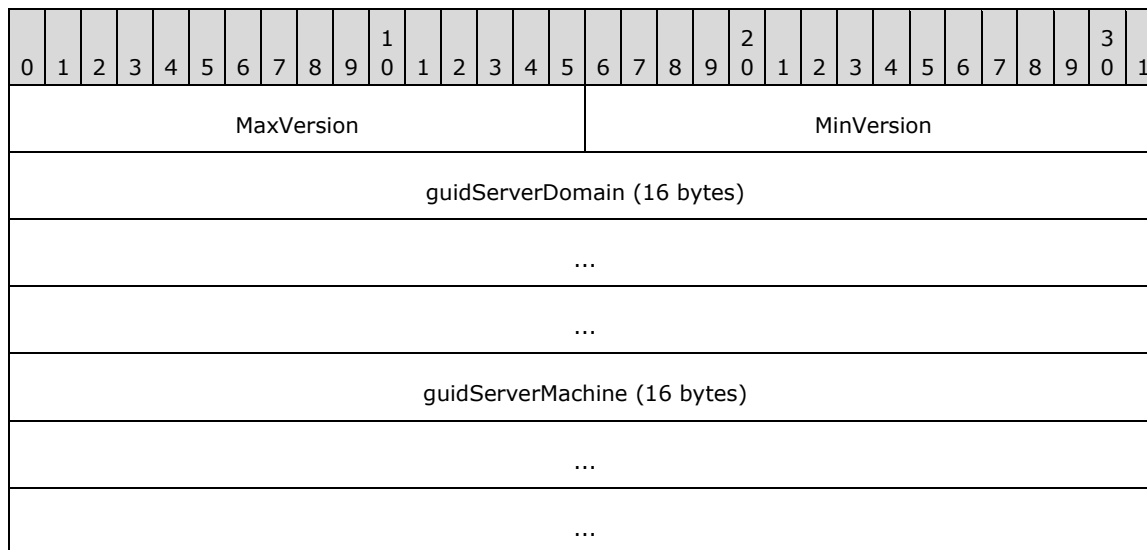 1 2 3
0 1 2 3 4 5 6 7 8 9 0 1 2 3 4 5 6 7 8 9 0 1 2 3 4 5 6 7 8 9 0 1
MaxVersion MinVersion
guidServerDomain (16 bytes)
...
...
guidServerMachine (16 bytes)
...
...